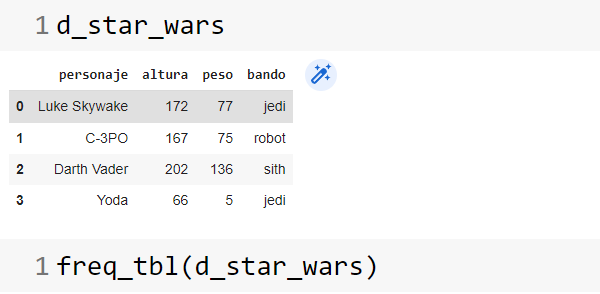 1 d_star_wars
personaje altura peso bando
0 Luke Skywake 172 77 jedi
1 C-3PO 167 75 robot
2 Darth Vader 202 136 sith
3 Yoda 66 5 jedi
1 freq_tbl(d_star_wars)